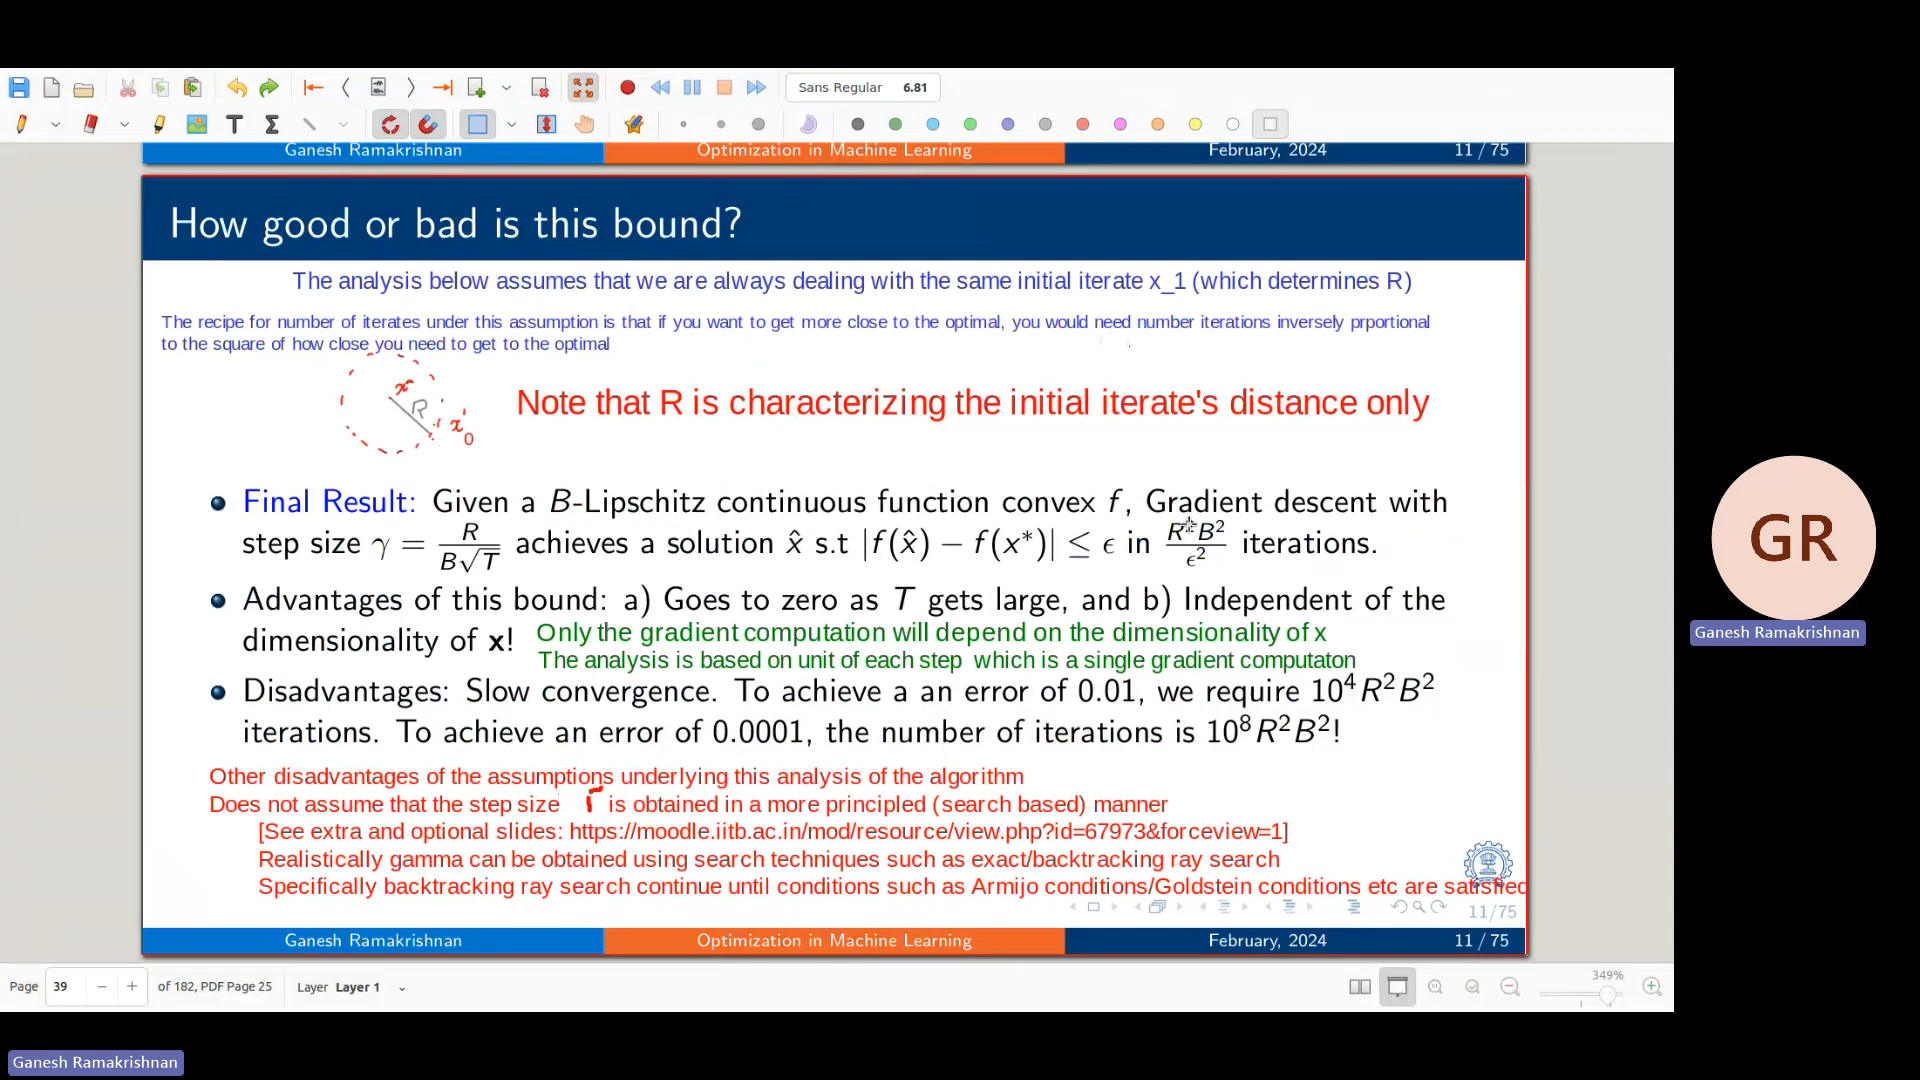 Sans Regular 6.81
Ganesh Ramakrishnan Optimization in Machine Learning February, 2024 11 / 75
How good or bad is this bound?
The analysis below assumes that we are always dealing with the same initial iterate x_1 (which determines R)
The recipe for number of iterates under this assumption is that if you want to get more close to the optimal, you would need number iterations inversely prportional
to the square of how close you need to get to the optimal
x*
R
x'0
Note that R is characterizing the initial iterate's distance only
Final Result: Given a B-Lipschitz continuous function convex f, Gradient descent with
step size γ = R/(B√T) achieves a solution x̂ s.t |f(x̂) − f(x*)| ≤ ϵ in R²B²/ϵ² iterations.
Advantages of this bound: a) Goes to zero as T gets large, and b) Independent of the
dimensionality of x! Only the gradient computation will depend on the dimensionality of x
The analysis is based on unit of each step which is a single gradient computaton
Disadvantages: Slow convergence. To achieve a an error of 0.01, we require 10⁴R²B²
iterations. To achieve an error of 0.0001, the number of iterations is 10⁸R²B²!
Other disadvantages of the assumptions underlying this analysis of the algorithm
Does not assume that the step size r is obtained in a more principled (search based) manner
[See extra and optional slides: https://moodle.iitb.ac.in/mod/resource/view.php?id=67973&forceview=1]
Realistically gamma can be obtained using search techniques such as exact/backtracking ray search
Specifically backtracking ray search continue until conditions such as Armijo conditions/Goldstein conditions etc are satisfied
11/75
Ganesh Ramakrishnan Optimization in Machine Learning February, 2024 11 / 75
Page 39 of 182, PDF Page 25 Layer Layer 1 349%
GR
Ganesh Ramakrishnan
Ganesh Ramakrishnan